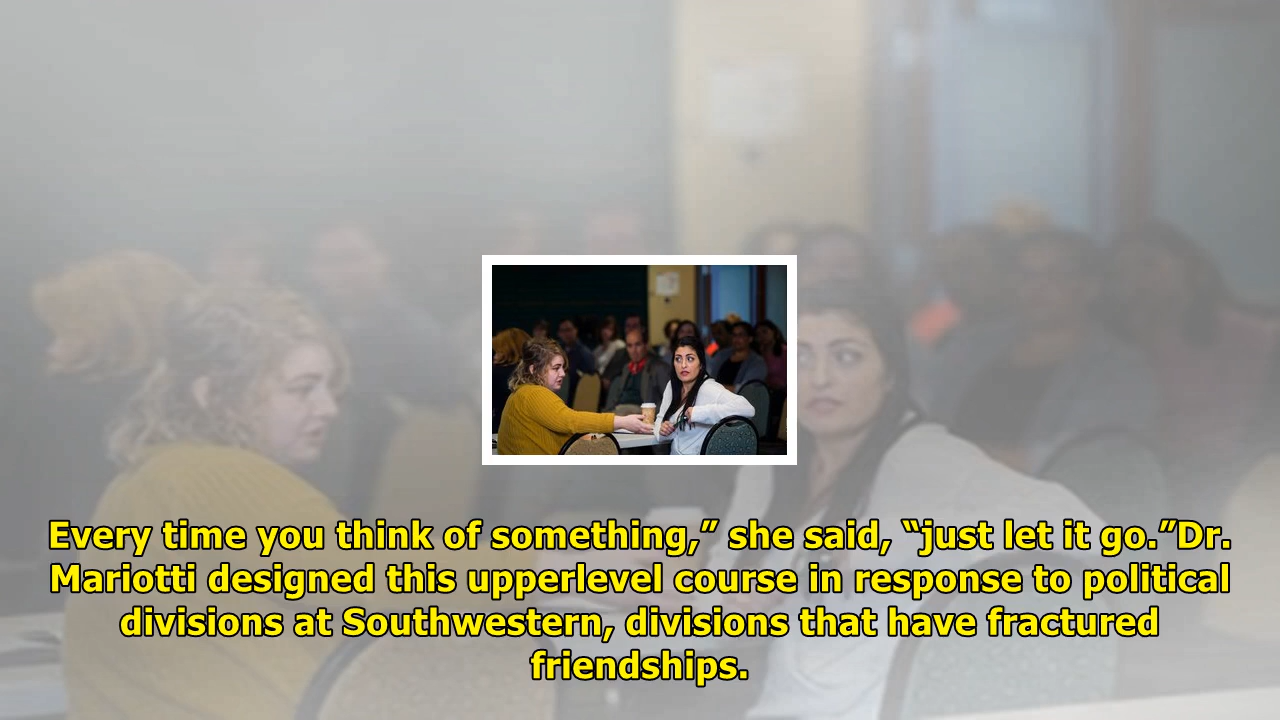 Every time you think of something,” she said, “just let it go.”Dr.
Mariotti designed this upperlevel course in response to political
divisions at Southwestern, divisions that have fractured
friendships.